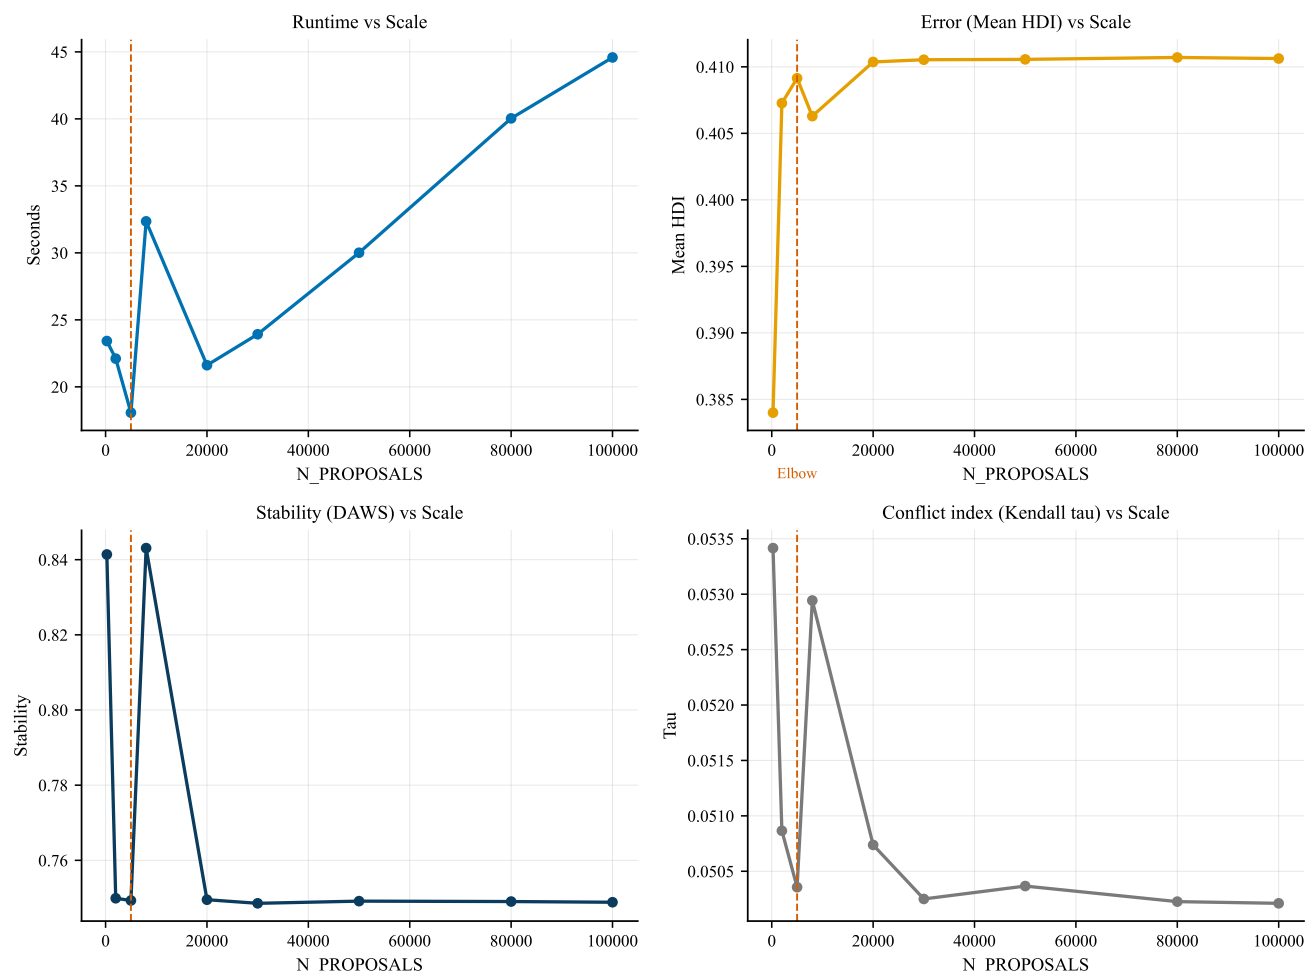 Runtime vs Scale
Seconds
45
40
35
30
25
20
0 20000 40000 60000 80000 100000
N_PROPOSALS
Error (Mean HDI) vs Scale
Mean HDI
0.410
0.405
0.400
0.395
0.390
0.385
0 20000 40000 60000 80000 100000
Elbow
N_PROPOSALS
Stability (DAWS) vs Scale
Stability
0.84
0.82
0.80
0.78
0.76
0 20000 40000 60000 80000 100000
N_PROPOSALS
Conflict index (Kendall tau) vs Scale
Tau
0.0535
0.0530
0.0525
0.0520
0.0515
0.0510
0.0505
0 20000 40000 60000 80000 100000
N_PROPOSALS